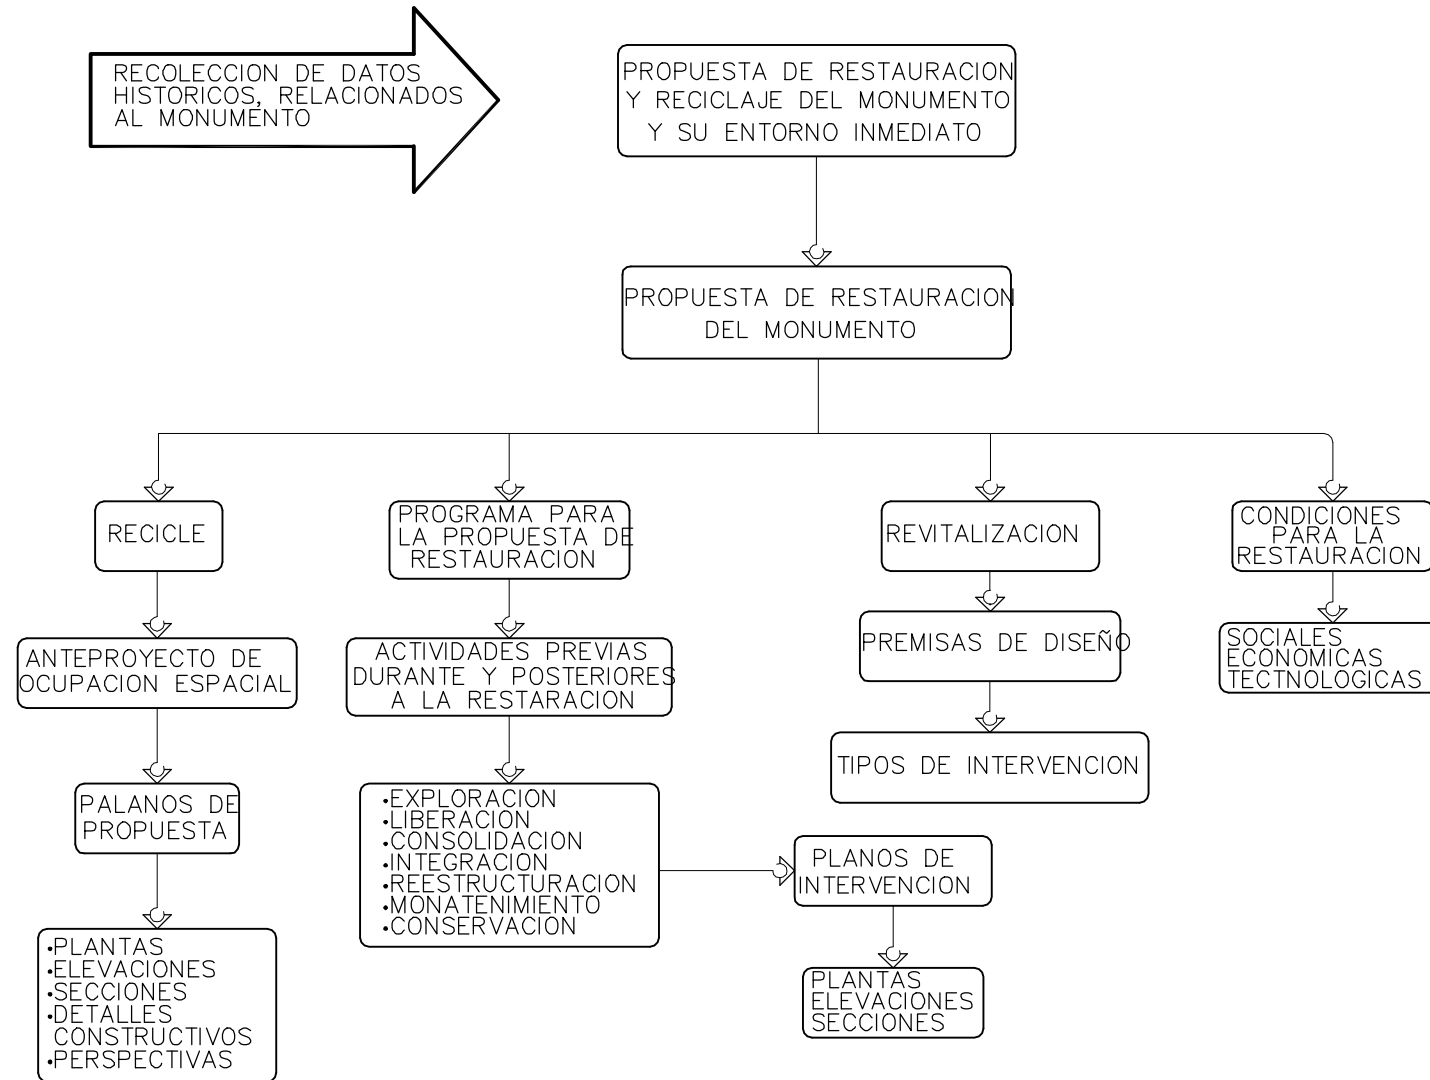 RECOLECCION DE DATOS
HISTORICOS, RELACIONADOS
AL MONUMENTO
PROPUESTA DE RESTAURACION
Y RECICLAJE DEL MONUMENTO
Y SU ENTORNO INMEDIATO
PROPUESTA DE RESTAURACION
DEL MONUMENTO
RECICLE
ANTEPROYECTO DE
OCUPACION ESPACIAL
PALANOS DE
PROPUESTA
•PLANTAS
•ELEVACIONES
•SECCIONES
•DETALLES
CONSTRUCTIVOS
•PERSPECTIVAS
PROGRAMA PARA
LA PROPUESTA DE
RESTAURACION
ACTIVIDADES PREVIAS
DURANTE Y POSTERIORES
A LA RESTARACION
•EXPLORACION
•LIBERACION
•CONSOLIDACION
•INTEGRACION
•REESTRUCTURACION
•MONATENIMIENTO
•CONSERVACION
PLANOS DE
INTERVENCION
PLANTAS
ELEVACIONES
SECCIONES
REVITALIZACION
PREMISAS DE DISEÑO
TIPOS DE INTERVENCION
CONDICIONES
PARA LA
RESTAURACION
SOCIALES
ECONOMICAS
TECTNOLOGICAS